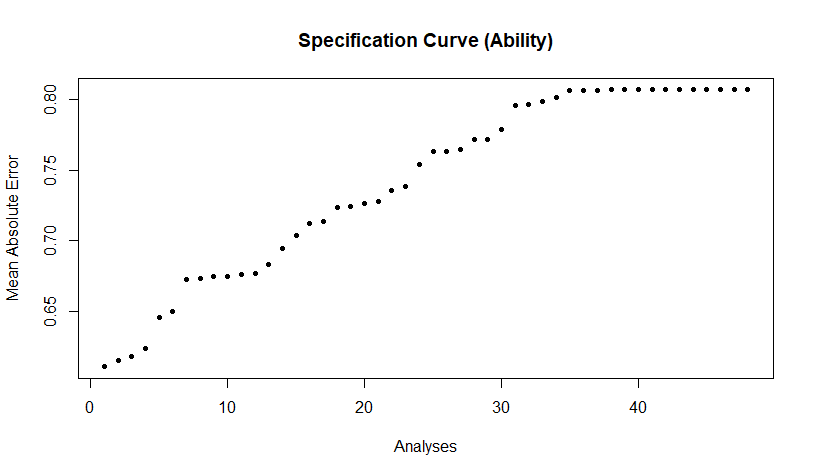 Specification Curve (Ability)
Mean Absolute Error
0.80
0.75
0.70
0.65
0 10 20 30 40
Analyses